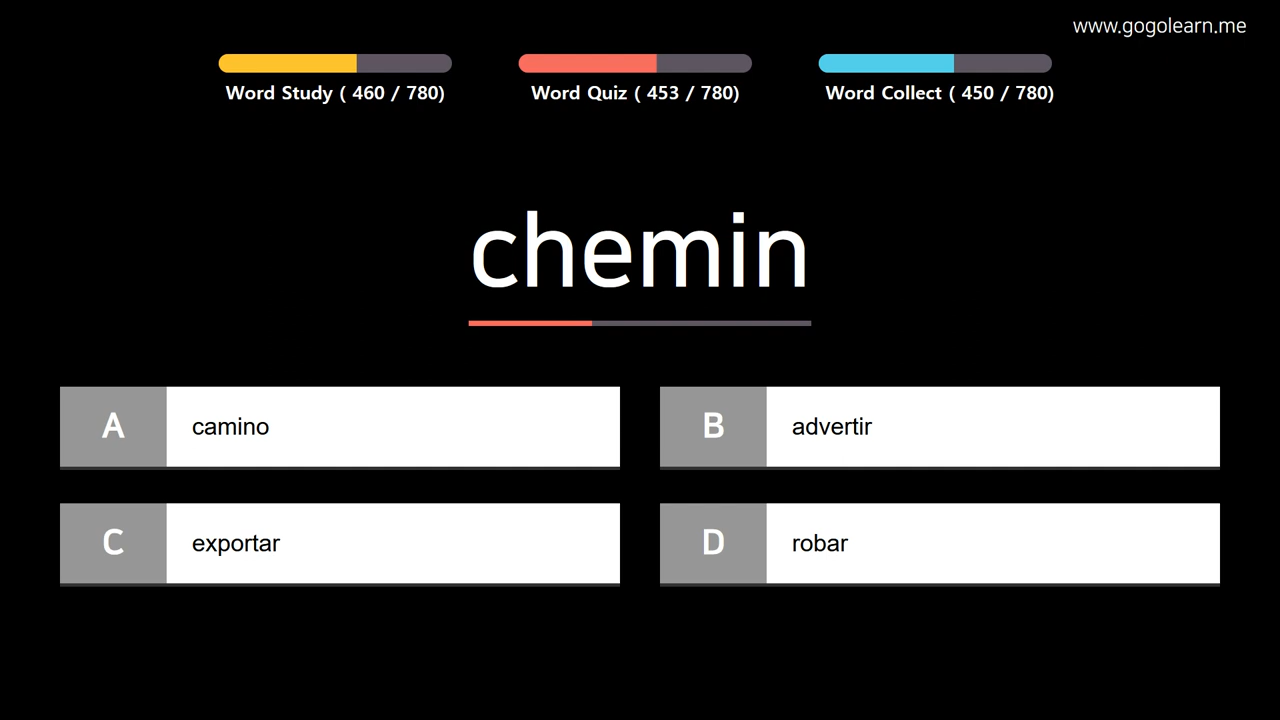 www.gogolearn.me
Word Study ( 460 / 780)
Word Quiz ( 453 / 780)
Word Collect ( 450 / 780)
chemin
A camino
B advertir
C exportar
D robar